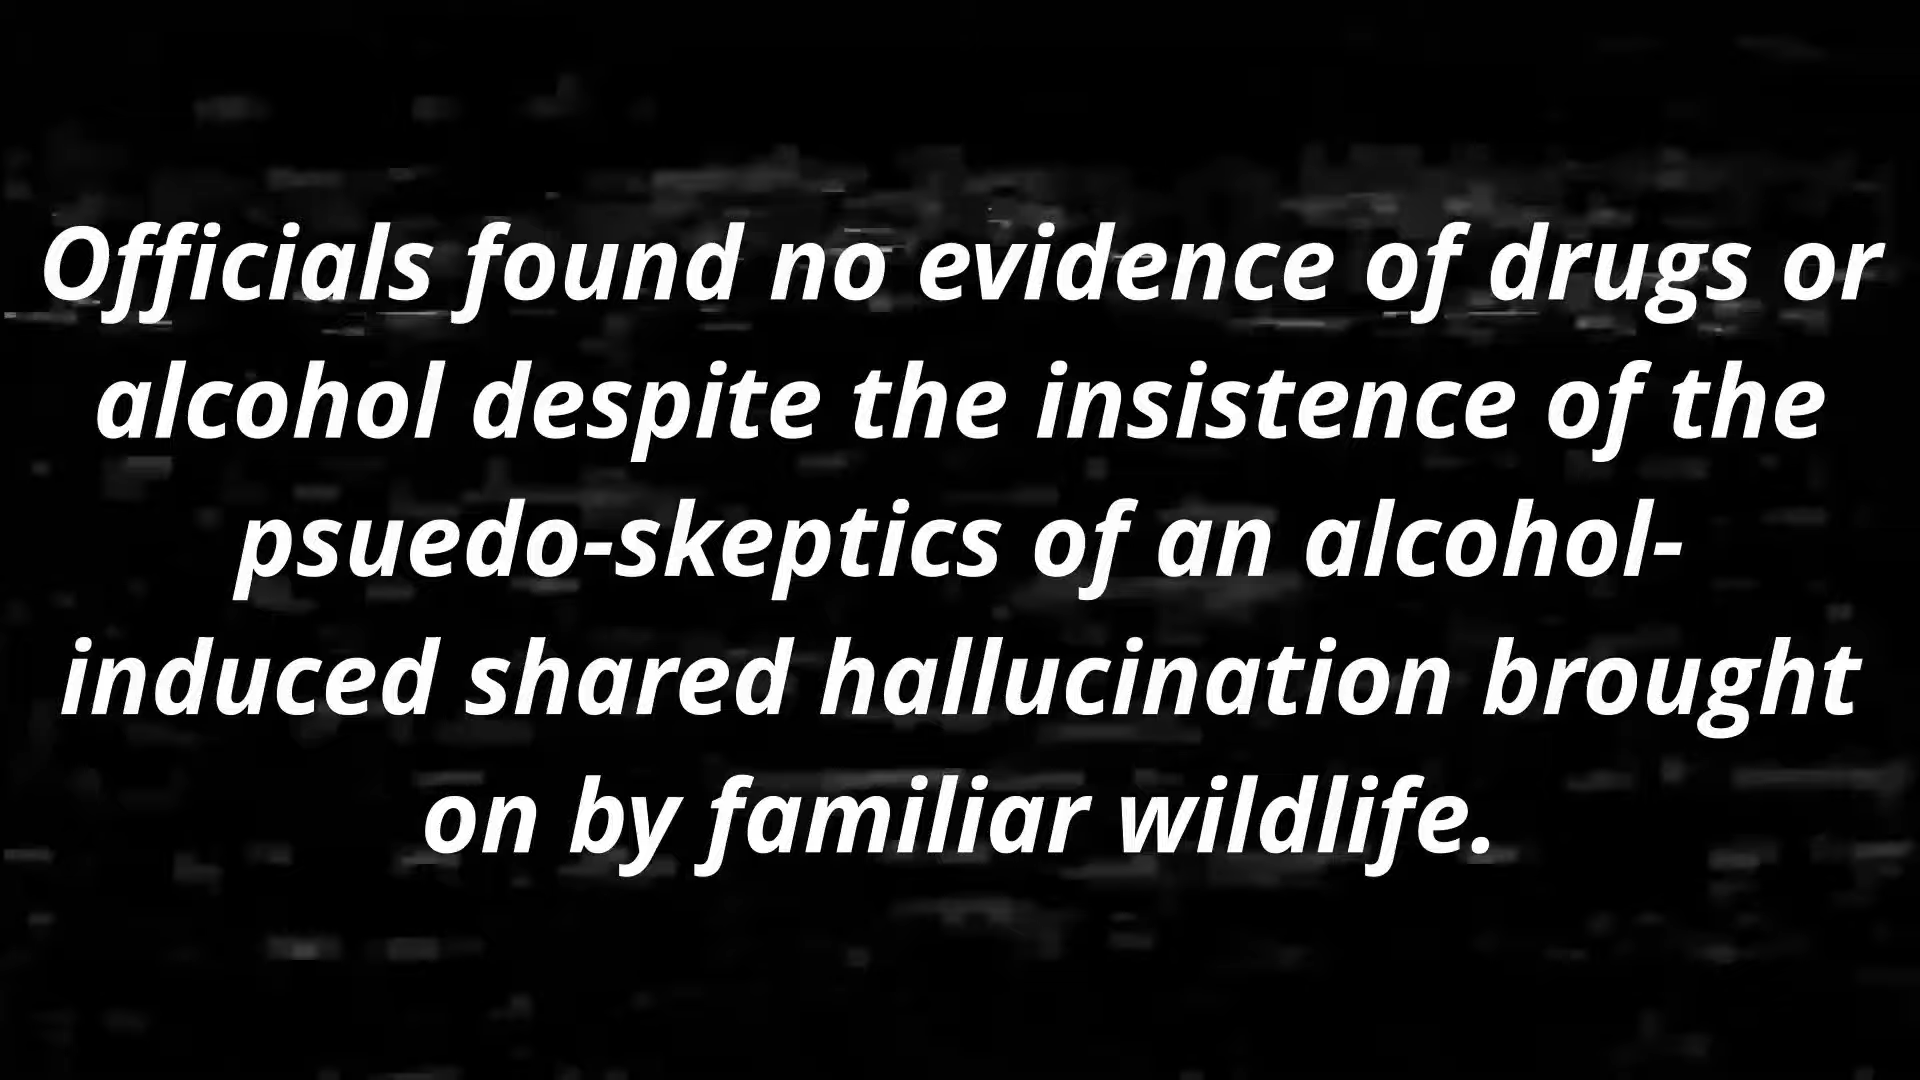 Officials found no evidence of drugs or
alcohol despite the insistence of the
psuedo-skeptics of an alcohol-
induced shared hallucination brought
on by familiar wildlife.